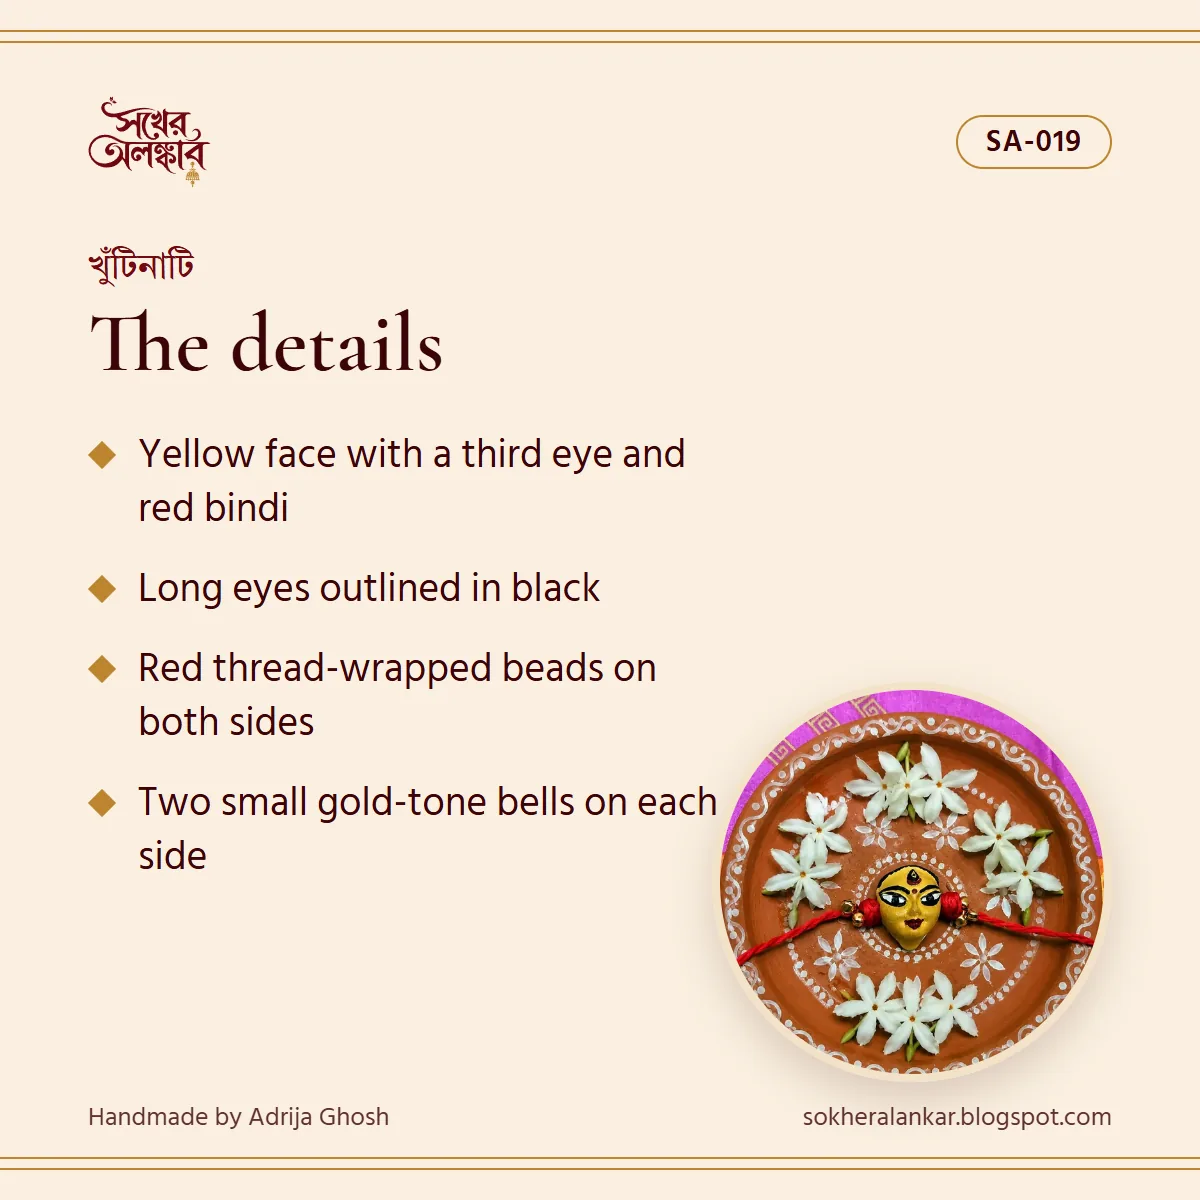 সখের
অলঙ্কার
SA-019
খুঁটিনাটি
The details
Yellow face with a third eye and
red bindi
Long eyes outlined in black
Red thread-wrapped beads on
both sides
Two small gold-tone bells on each
side
Handmade by Adrija Ghosh
sokheralankar.blogspot.com